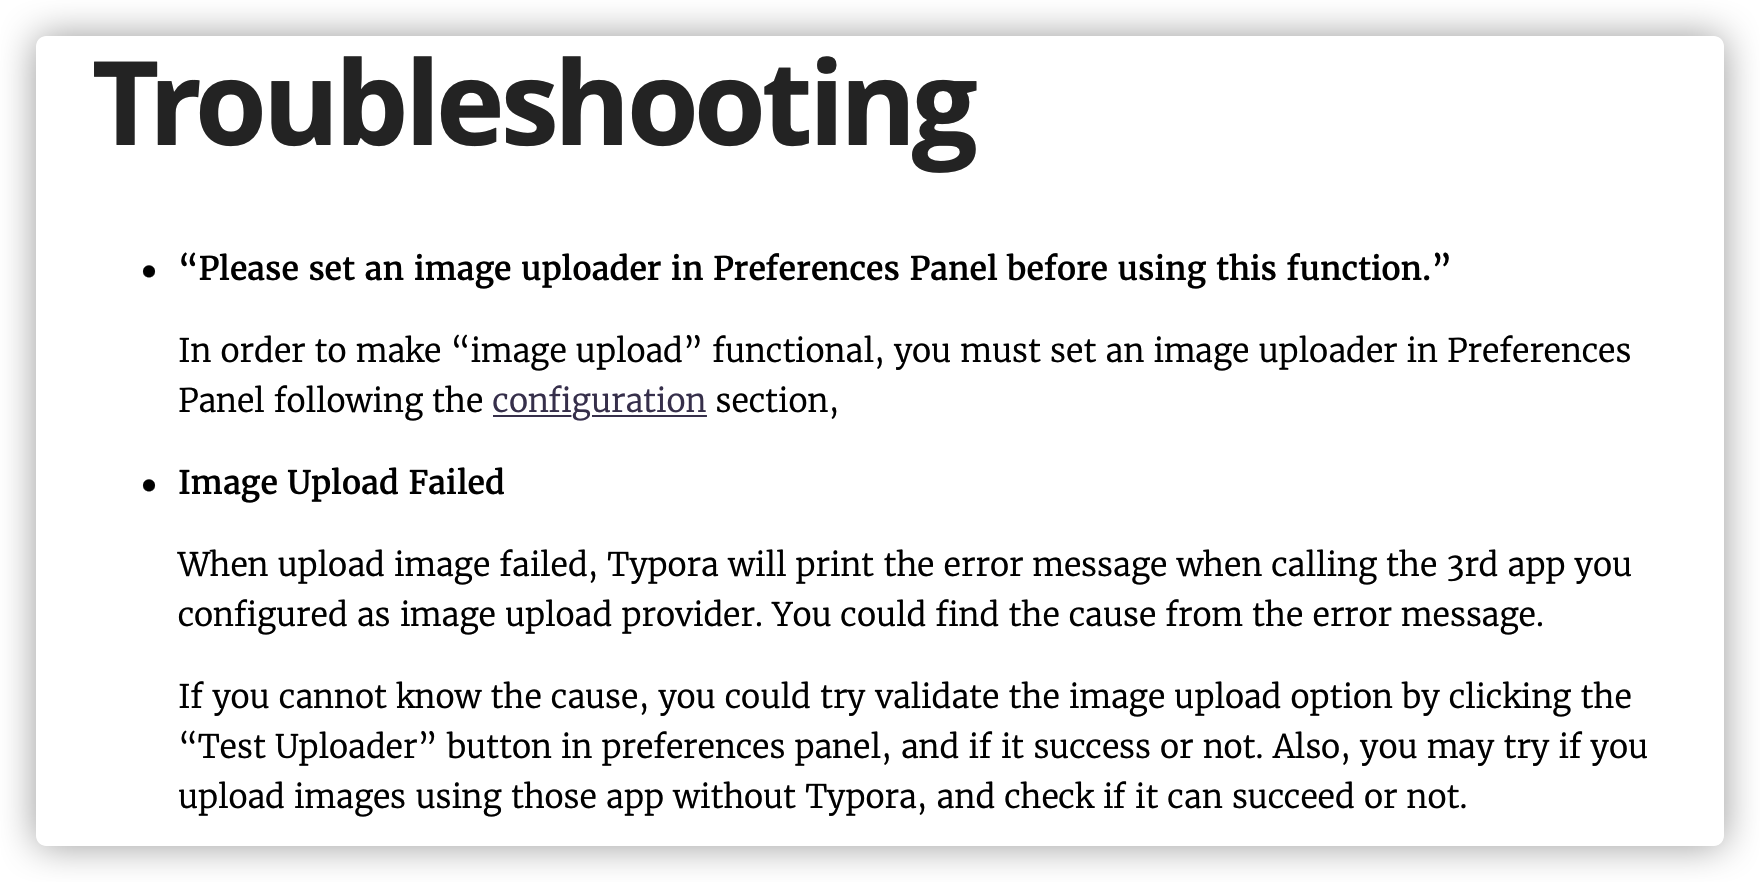 Troubleshooting
• “Please set an image uploader in Preferences Panel before using this function.”
In order to make “image upload” functional, you must set an image uploader in Preferences
Panel following the configuration section,
• Image Upload Failed
When upload image failed, Typora will print the error message when calling the 3rd app you
configured as image upload provider. You could find the cause from the error message.
If you cannot know the cause, you could try validate the image upload option by clicking the
“Test Uploader” button in preferences panel, and if it success or not. Also, you may try if you
upload images using those app without Typora, and check if it can succeed or not.